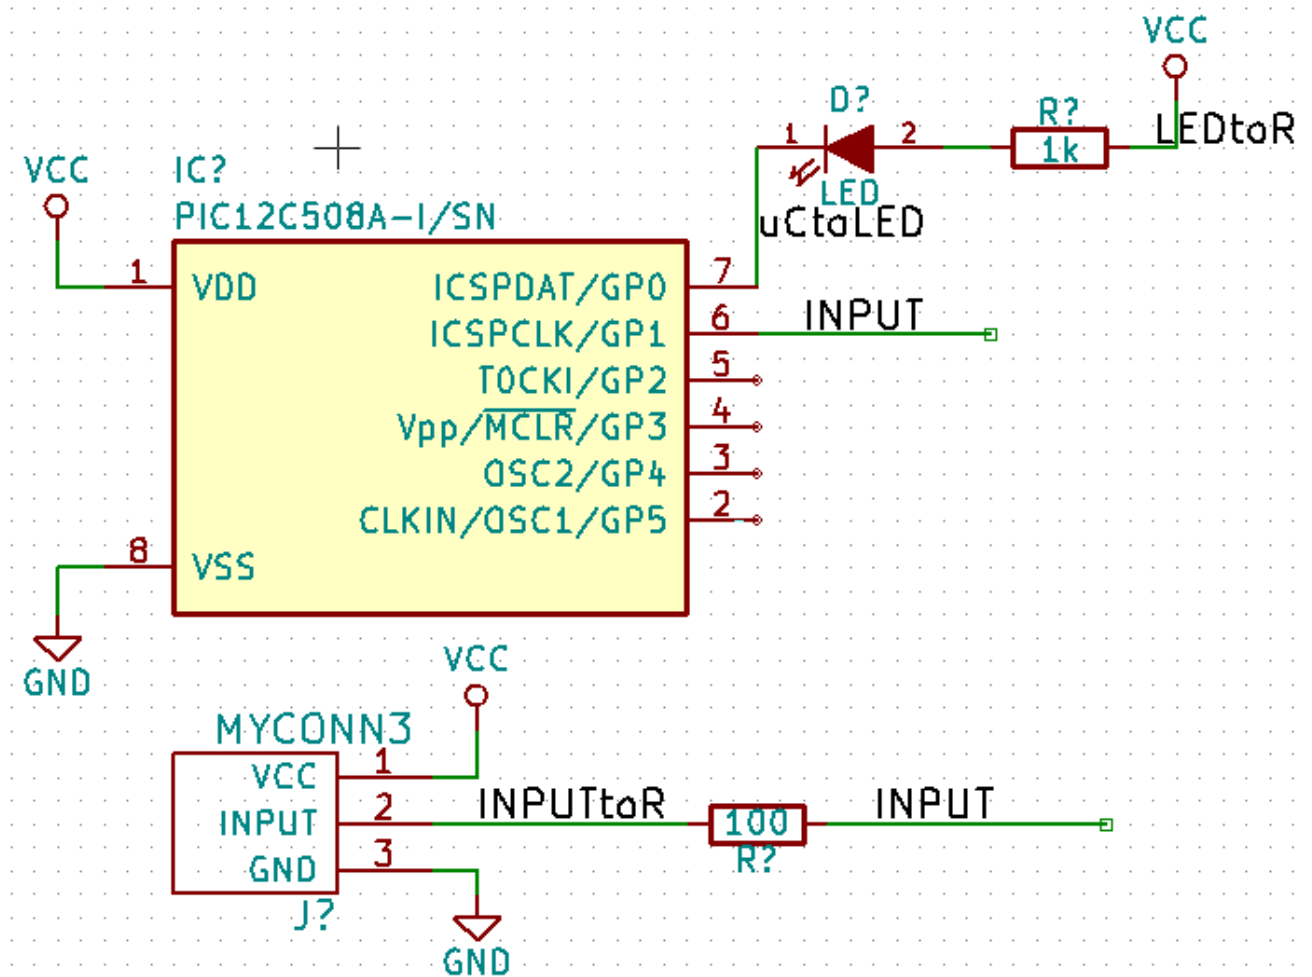 VCC
D?
R?
LEDtoR
1
2
1k
VCC
IC?
LED
PIC12C508A-I/SN
uCtoLED
1
VDD
ICSPDAT/GP0
7
ICSPCLK/GP1
6
INPUT
T0CKI/GP2
5
Vpp/MCLR/GP3
4
OSC2/GP4
3
CLKIN/OSC1/GP5
2
8
VSS
GND
VCC
MYCONN3
VCC
1
INPUT
2
INPUTtoR
100
INPUT
R?
GND
3
J?
GND